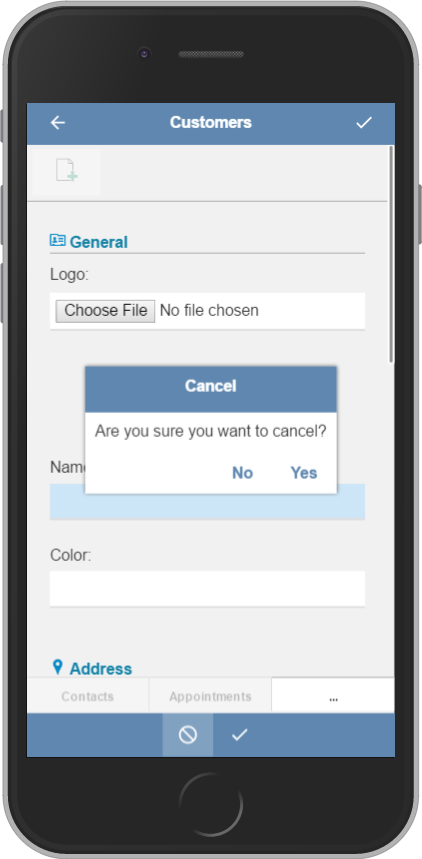 Customers
General
Logo:
Choose File No file chosen
Cancel
Are you sure you want to cancel?
No Yes
Name
Color:
Address
Contacts Appointments ...